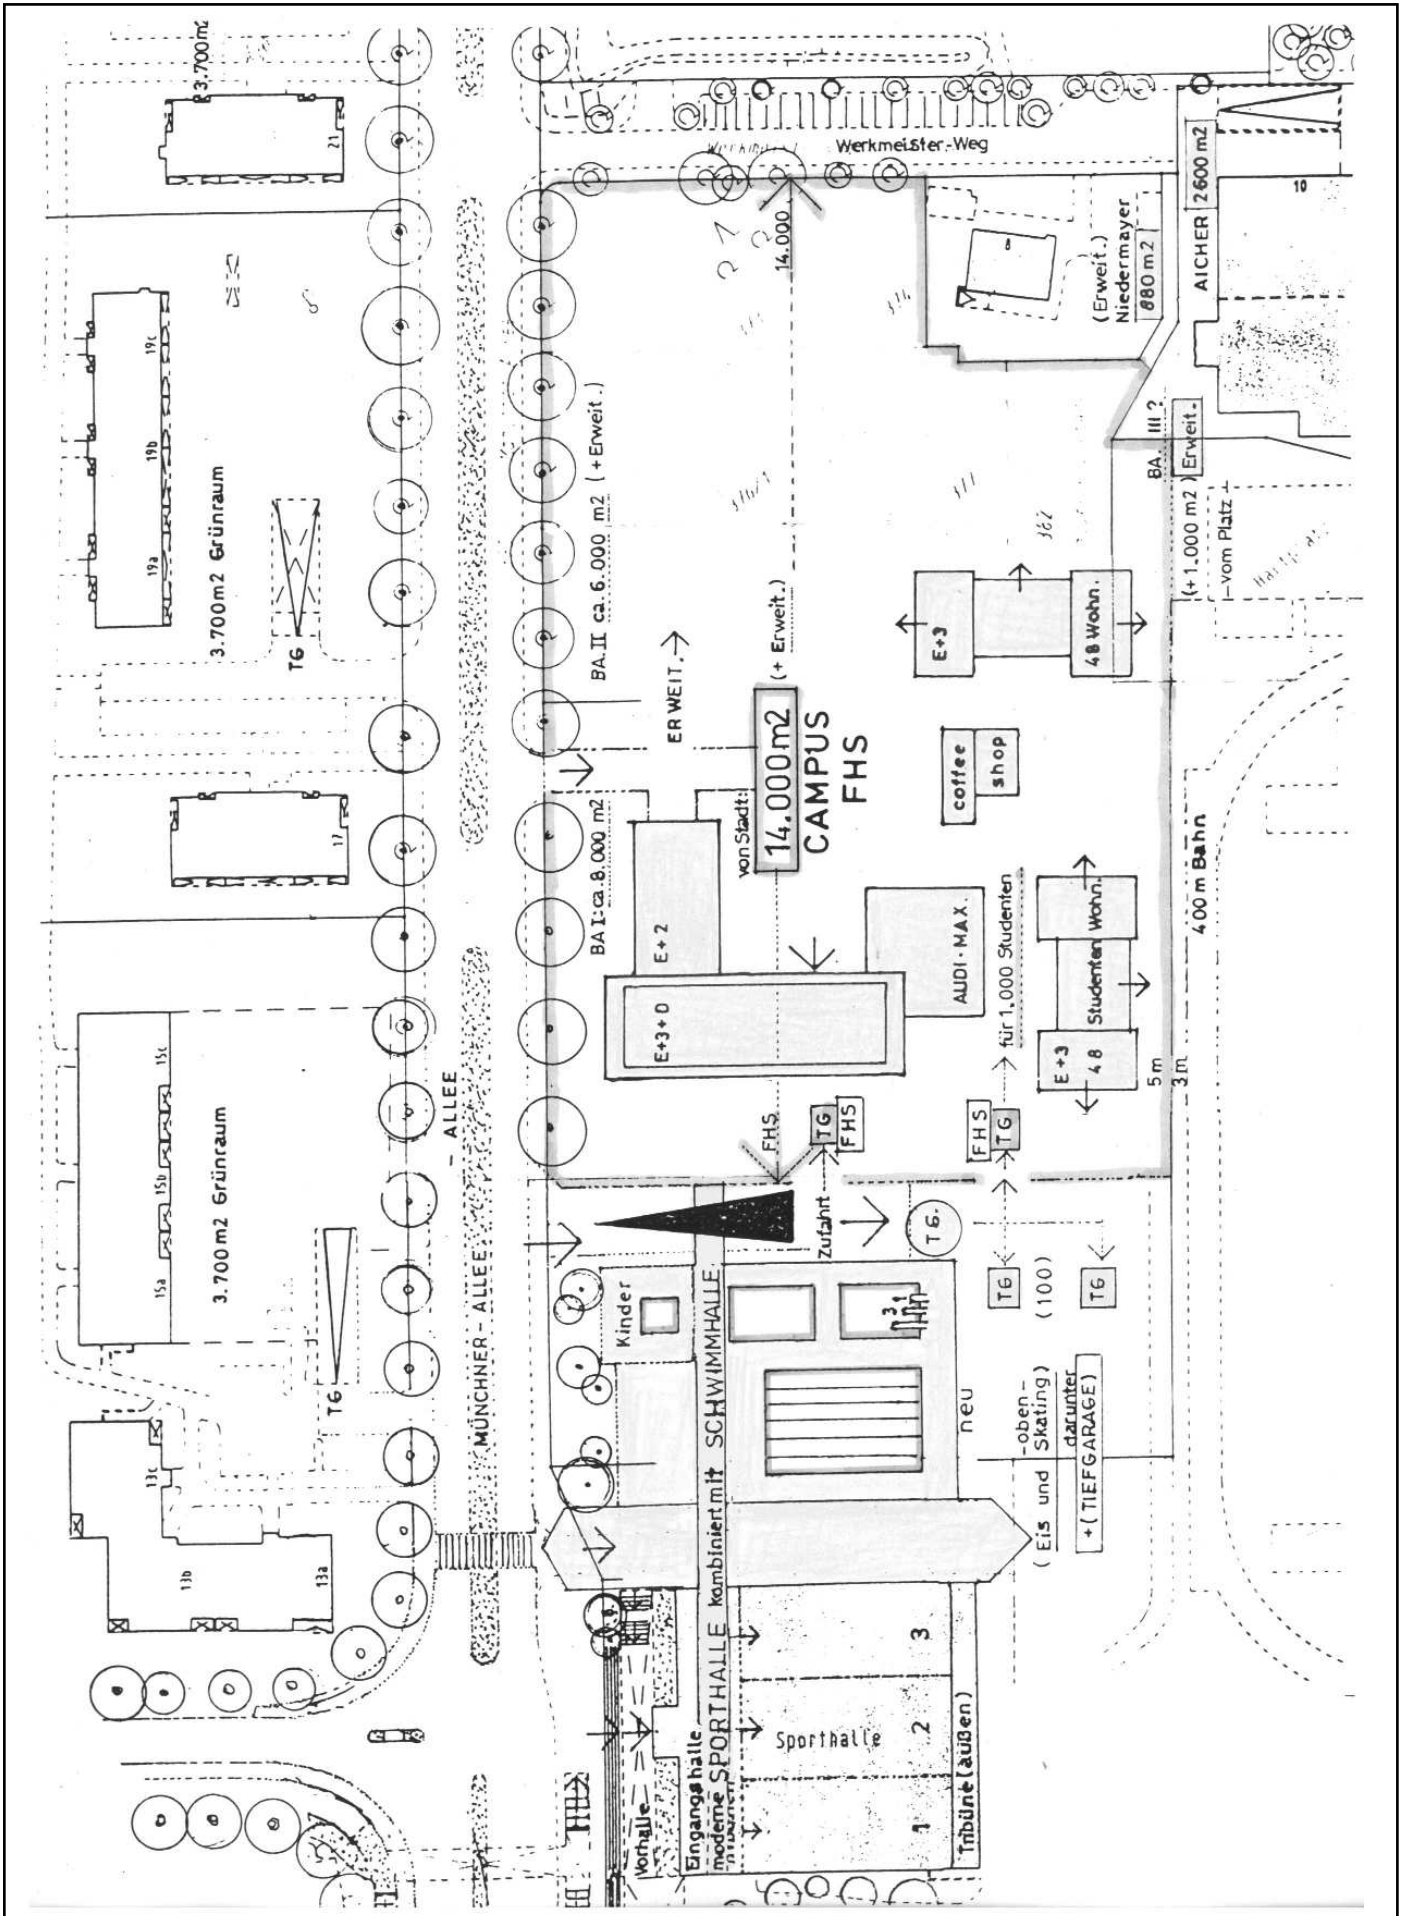 3.700m2
21
19c
19b
19a
3.700m2 Grünraum
TG
17
15c
15b
15a
3.700m2 Grünraum
TG
13c
13b
13a
MÜNCHNER - ALLEE
- ALLEE
Werkmeister.-Weg
14.000
8
(Erweit.)
Niedermayer
880 m2
AICHER 2600 m2
10
BA. III ?
(+1.000 m2) Erweit.
-vom Platz-
BA.II ca. 6.000 m2 (+Erweit.)
ERWEIT.
(+ Erweit.)
BA I: ca.8.000 m2
von Stadt:
14.000m2
CAMPUS
FHS
E+3
48 Wohn.
coffee
shop
E+2
E+3+D
AUDI·MAX.
für 1.000 Studenten
E+3
48 Studenten Wohn.
5m
3m
400m Bahn
FHS
TG
FHS
FHS
TG
Zufahrt
TG.
TG
(100)
TG
Kinder
3
1
neu
-oben-
(Eis und Skating)
darunter
+(TIEFGARAGE)
Vorhalle
Eingangshalle
moderne SPORTHALLE kombiniert mit SCHWIMMHALLE
Sporthalle
1
2
3
Tribüne (außen)